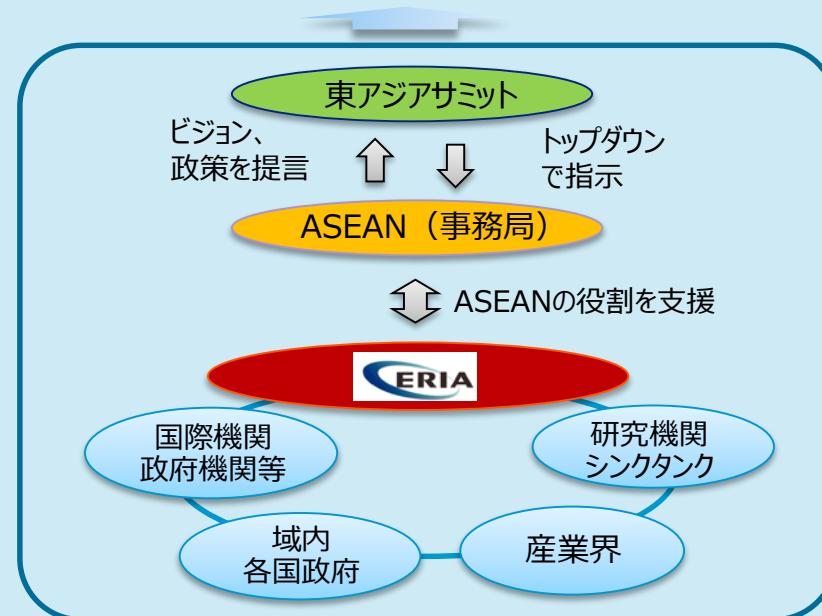 東アジアサミット
ビジョン、
政策を提言
トップダウン
で指示
ASEAN（事務局）
ASEANの役割を支援
ERIA
国際機関
政府機関等
研究機関
シンクタンク
域内
各国政府
産業界